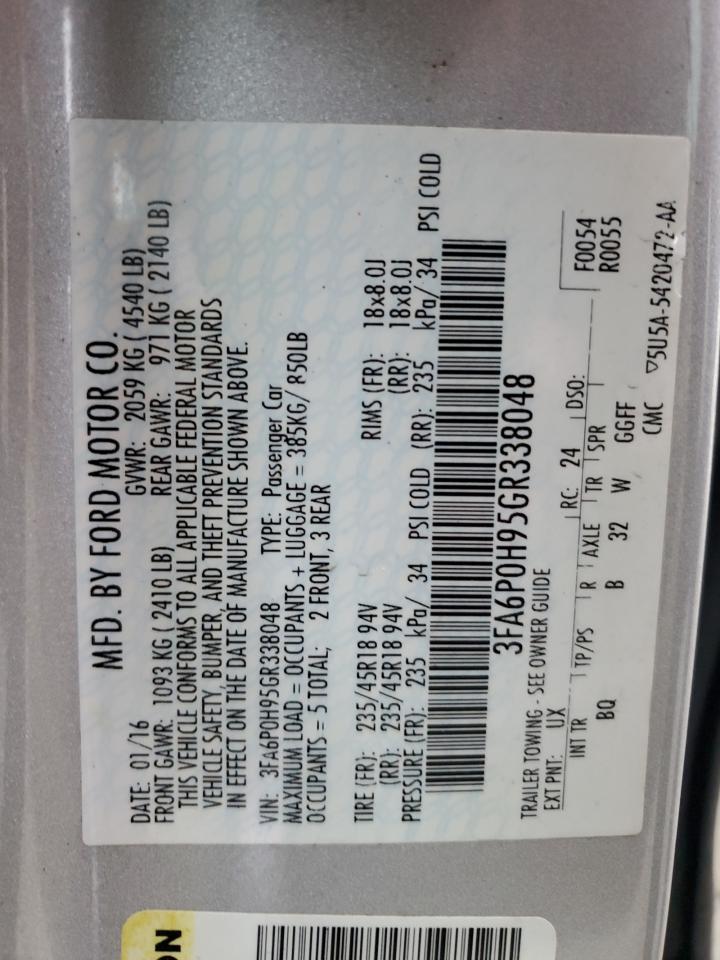 MFD. BY FORD MOTOR CO.
DATE: 01/16 GVWR: 2059 KG ( 4540 LB)
FRONT GAWR: 1093 KG ( 2410 LB) REAR GAWR: 971 KG ( 2140 LB)
THIS VEHICLE CONFORMS TO ALL APPLICABLE FEDERAL MOTOR
VEHICLE SAFETY, BUMPER, AND THEFT PREVENTION STANDARDS
IN EFFECT ON THE DATE OF MANUFACTURE SHOWN ABOVE.
VIN: 3FA6P0H95GR338048 TYPE: Passenger Car
MAXIMUM LOAD = OCCUPANTS + LUGGAGE = 385KG/ 850LB
OCCUPANTS = 5 TOTAL; 2 FRONT, 3 REAR
TIRE (FR): 235/45R18 94V RIMS (FR): 18x8.0J
(RR): 235/45R18 94V (RR): 18x8.0J
PRESSURE (FR): 235 kPa/ 34 PSI COLD (RR): 235 kPa/ 34 PSI COLD
3FA6P0H95GR338048
TRAILER TOWING - SEE OWNER GUIDE
EXT PNT: UX RC: 24 DSO: F0054
R0055
INT TR TP/PS R AXLE TR SPR
BQ B 32 W GGFF
CMC ▽5U5A-5420472-AA
ON